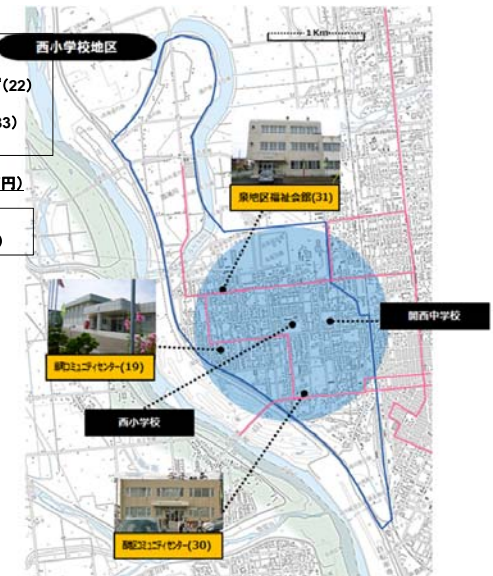 西小学校地区
(22)
33)
円)
)
1 Km
泉地区福祉会館(31)
開西中学校
コミュニティセンター(19)
西小学校
コミュニティセンター(30)